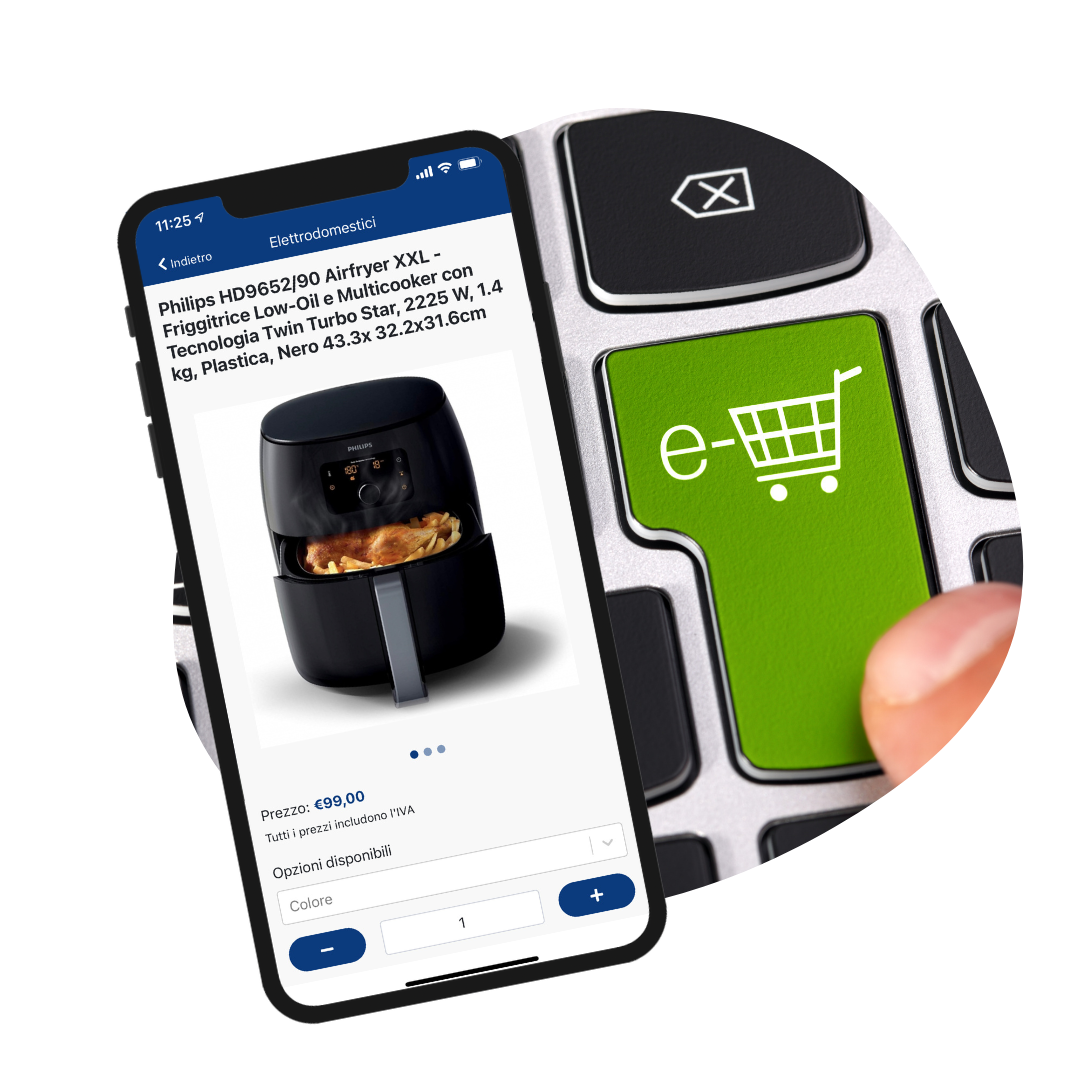 11:25
Indietro
Elettrodomestici
Philips HD9652/90 Airfryer XXL -
Friggitrice Low-Oil e Multicooker con
Tecnologia Twin Turbo Star, 2225 W, 1.4
kg, Plastica, Nero 43.3x 32.2x31.6cm
PHILIPS
180°
18
Prezzo: €99,00
Tutti i prezzi includono l'IVA
Opzioni disponibili
Colore
1
e-